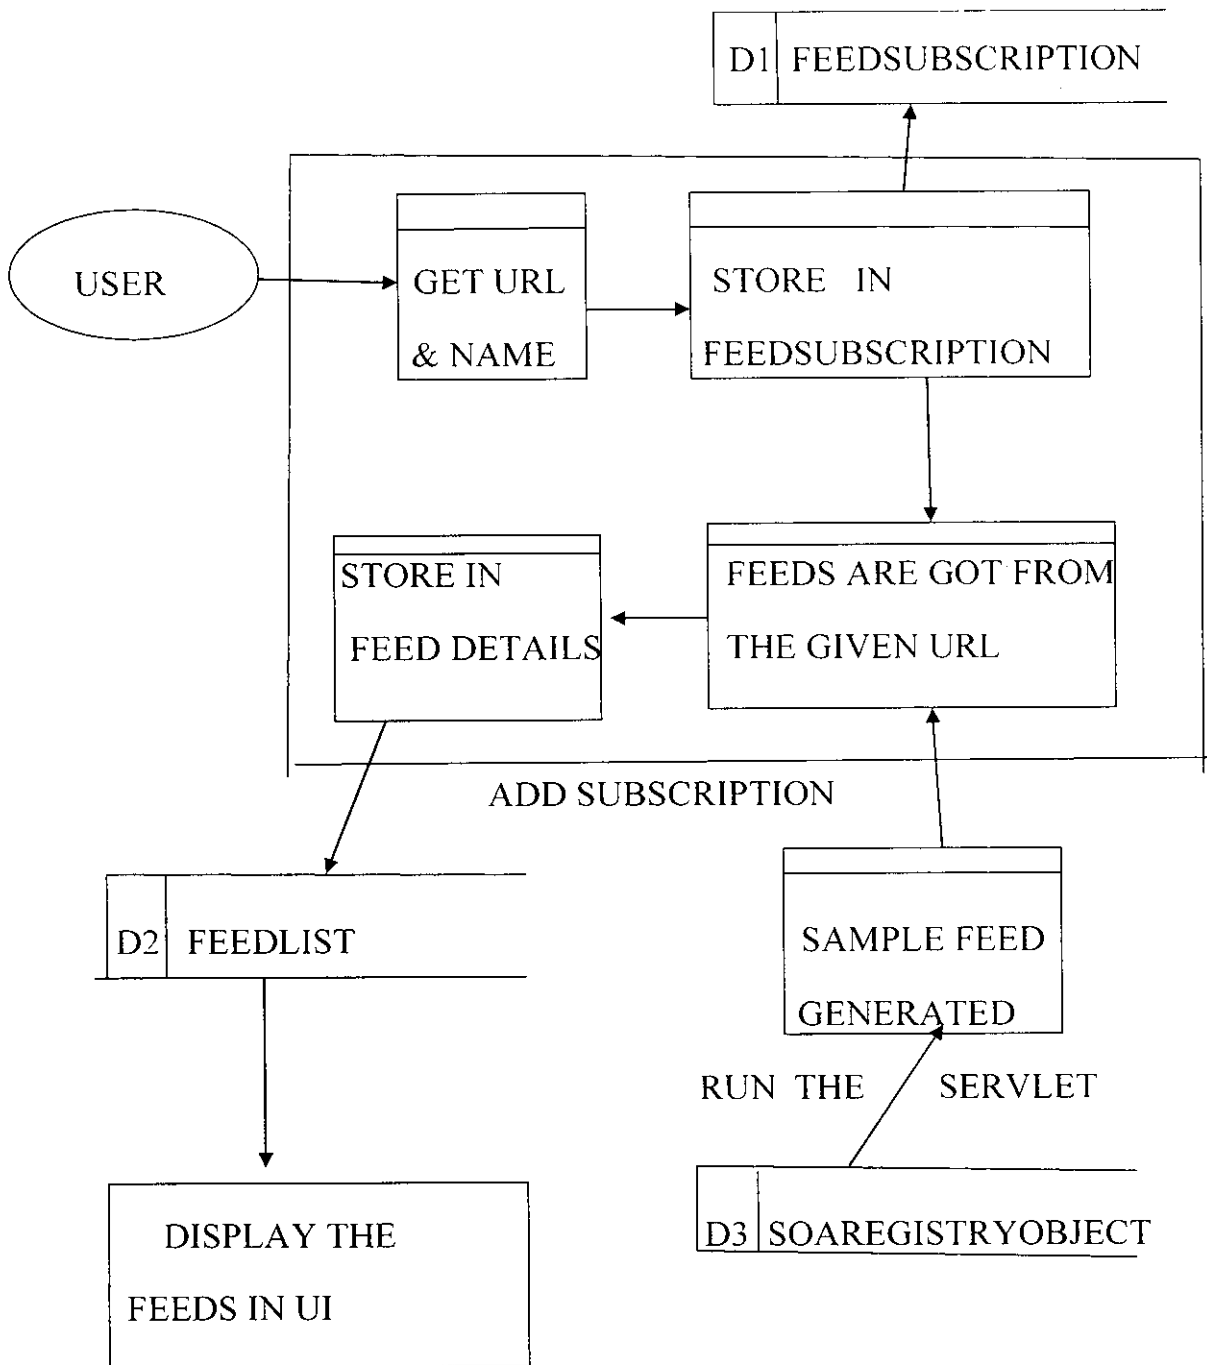 D1 FEEDSUBSCRIPTION
USER
GET URL
& NAME
STORE IN
FEEDSUBSCRIPTION
STORE IN
FEED DETAILS
FEEDS ARE GOT FROM
THE GIVEN URL
ADD SUBSCRIPTION
D2 FEEDLIST
SAMPLE FEED
GENERATED
RUN THE SERVLET
D3 SOAREGISTRYOBJECT
DISPLAY THE
FEEDS IN UI